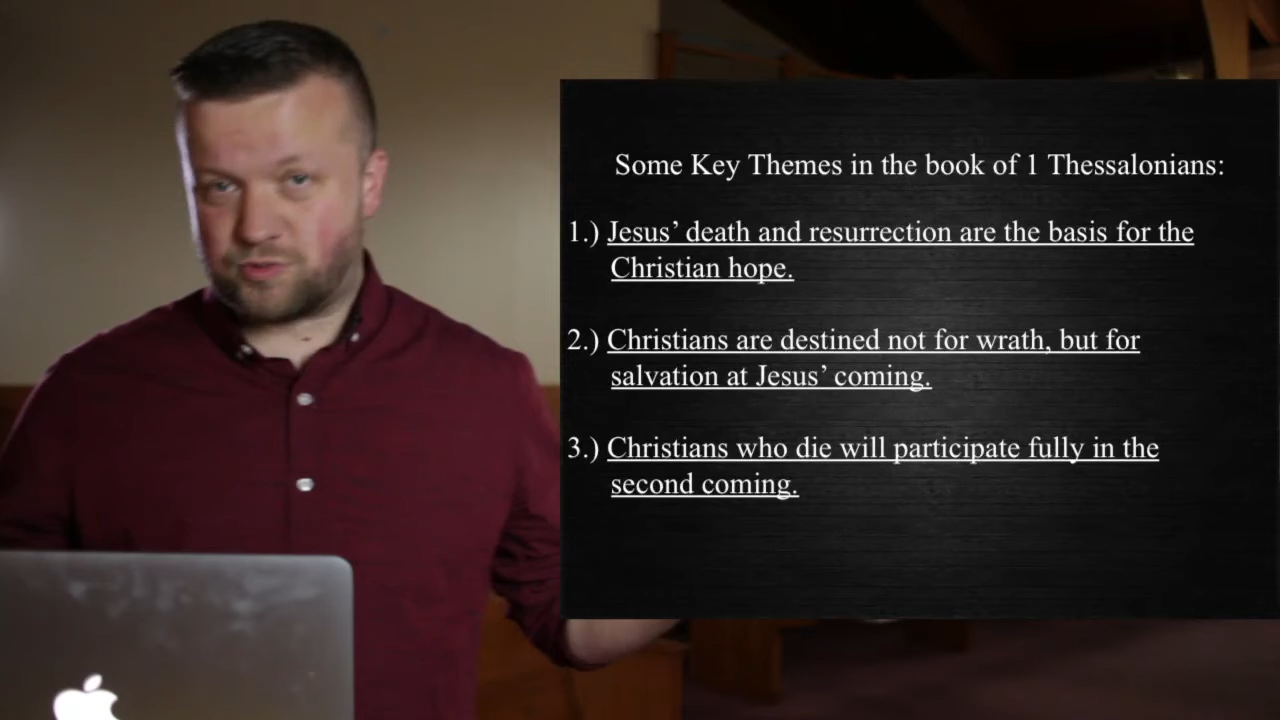 Some Key Themes in the book of 1 Thessalonians:
1.) Jesus’ death and resurrection are the basis for the
Christian hope.
2.) Christians are destined not for wrath, but for
salvation at Jesus’ coming.
3.) Christians who die will participate fully in the
second coming.